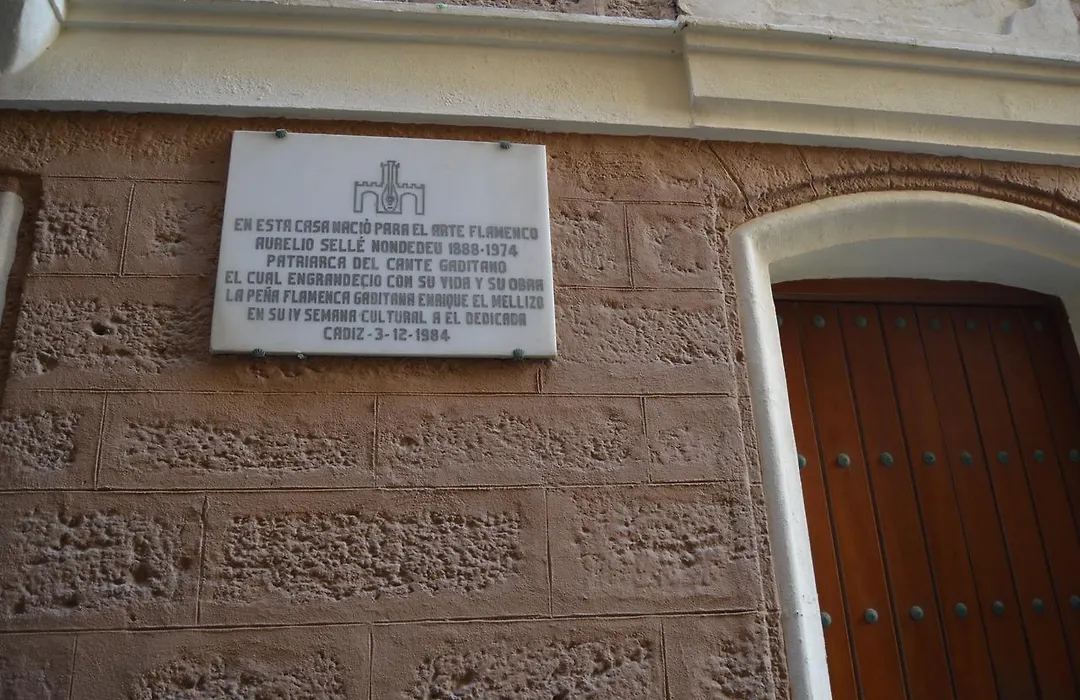 EN ESTA CASA NACIÓ PARA EL ARTE FLAMENCO
AURELIO SELLÉ NONDEDEU 1888-1974
PATRIARCA DEL CANTE GADITANO
EL CUAL ENGRANDECIO CON SU VIDA Y SU OBRA
LA PEÑA FLAMENCA GADITANA ENRIQUE EL MELLIZO
EN SU IV SEMANA CULTURAL A EL DEDICADA
CADIZ-3-12-1984